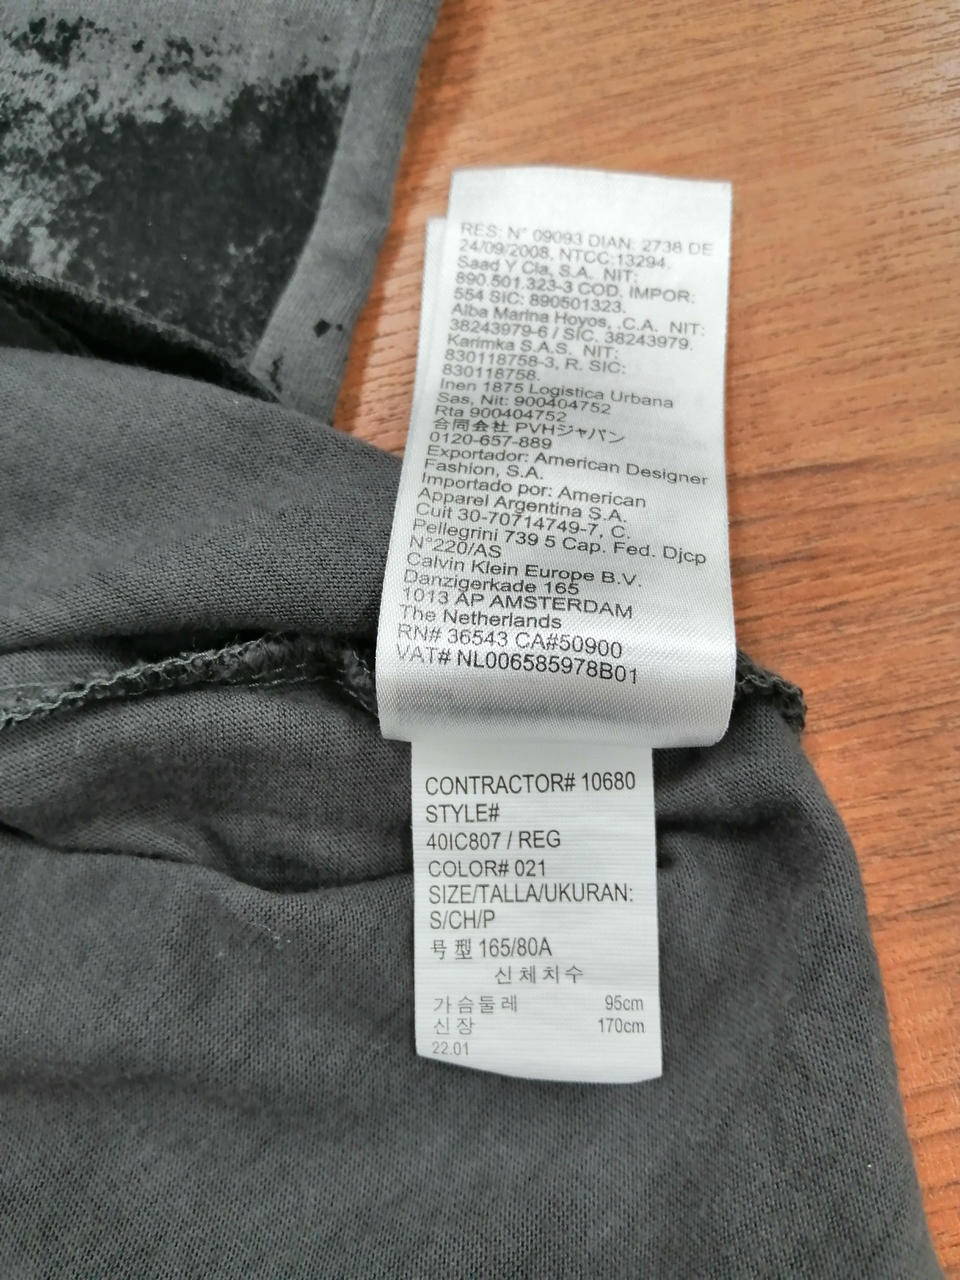 RES: N° 09093 DIAN: 2738 DE
24/09/2008, NTCC:13294.
Saad Y Cia, S.A. NIT:
890.501.323-3 COD. IMPOR:
554 SIC: 890501323.
Alba Marina Hoyos, .C.A. NIT:
38243979-6 / SIC. 38243979.
Karimka S.A.S. NIT:
830118758-3, R. SIC:
830118758.
Inen 1875 Logistica Urbana
Sas, Nit: 900404752
Rta 900404752
合同会社 PVHジャパン
0120-657-889
Exportador: American Designer
Fashion, S.A.
Importado por: American
Apparel Argentina S.A.
Cuit 30-70714749-7, C.
Pellegrini 739 5 Cap. Fed. Djcp
N°220/AS
Calvin Klein Europe B.V.
Danzigerkade 165
1013 AP AMSTERDAM
The Netherlands
RN# 36543 CA#50900
VAT# NL006585978B01
CONTRACTOR# 10680
STYLE#
40IC807 / REG
COLOR# 021
SIZE/TALLA/UKURAN:
S/CH/P
号型 165/80A
신체치수
가슴둘레 95cm
신장 170cm
22.01